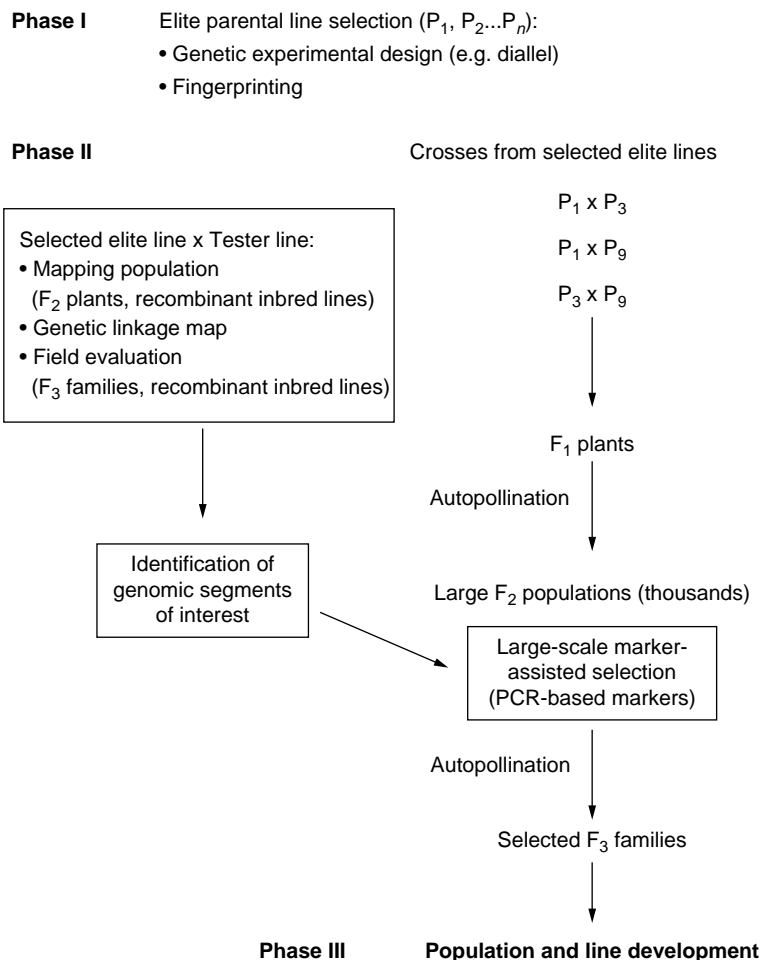 Phase I Elite parental line selection (P₁, P₂...Pₙ):
• Genetic experimental design (e.g. diallel)
• Fingerprinting
Phase II Crosses from selected elite lines
P₁ x P₃
P₁ x P₉
P₃ x P₉
Selected elite line x Tester line:
• Mapping population
(F₂ plants, recombinant inbred lines)
• Genetic linkage map
• Field evaluation
(F₃ families, recombinant inbred lines)
F₁ plants
Autopollination
Identification of
genomic segments
of interest
Large F₂ populations (thousands)
Large-scale marker-
assisted selection
(PCR-based markers)
Autopollination
Selected F₃ families
Phase III Population and line development